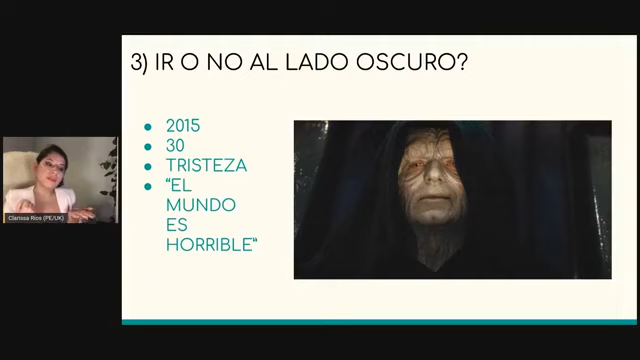 3) IR O NO AL LADO OSCURO?
● 2015
● 30
● TRISTEZA
● “EL
MUNDO
ES
HORRIBLE”
Clarissa Rios (PE/UK)